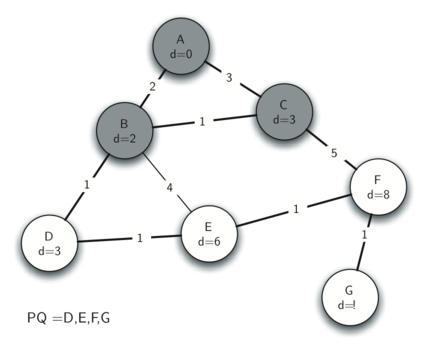 A
d=0
2
3
C
d=3
B
d=2
1
5
1
4
F
d=8
1
D
d=3
1
E
d=6
1
G
d=!
PQ =D,E,F,G